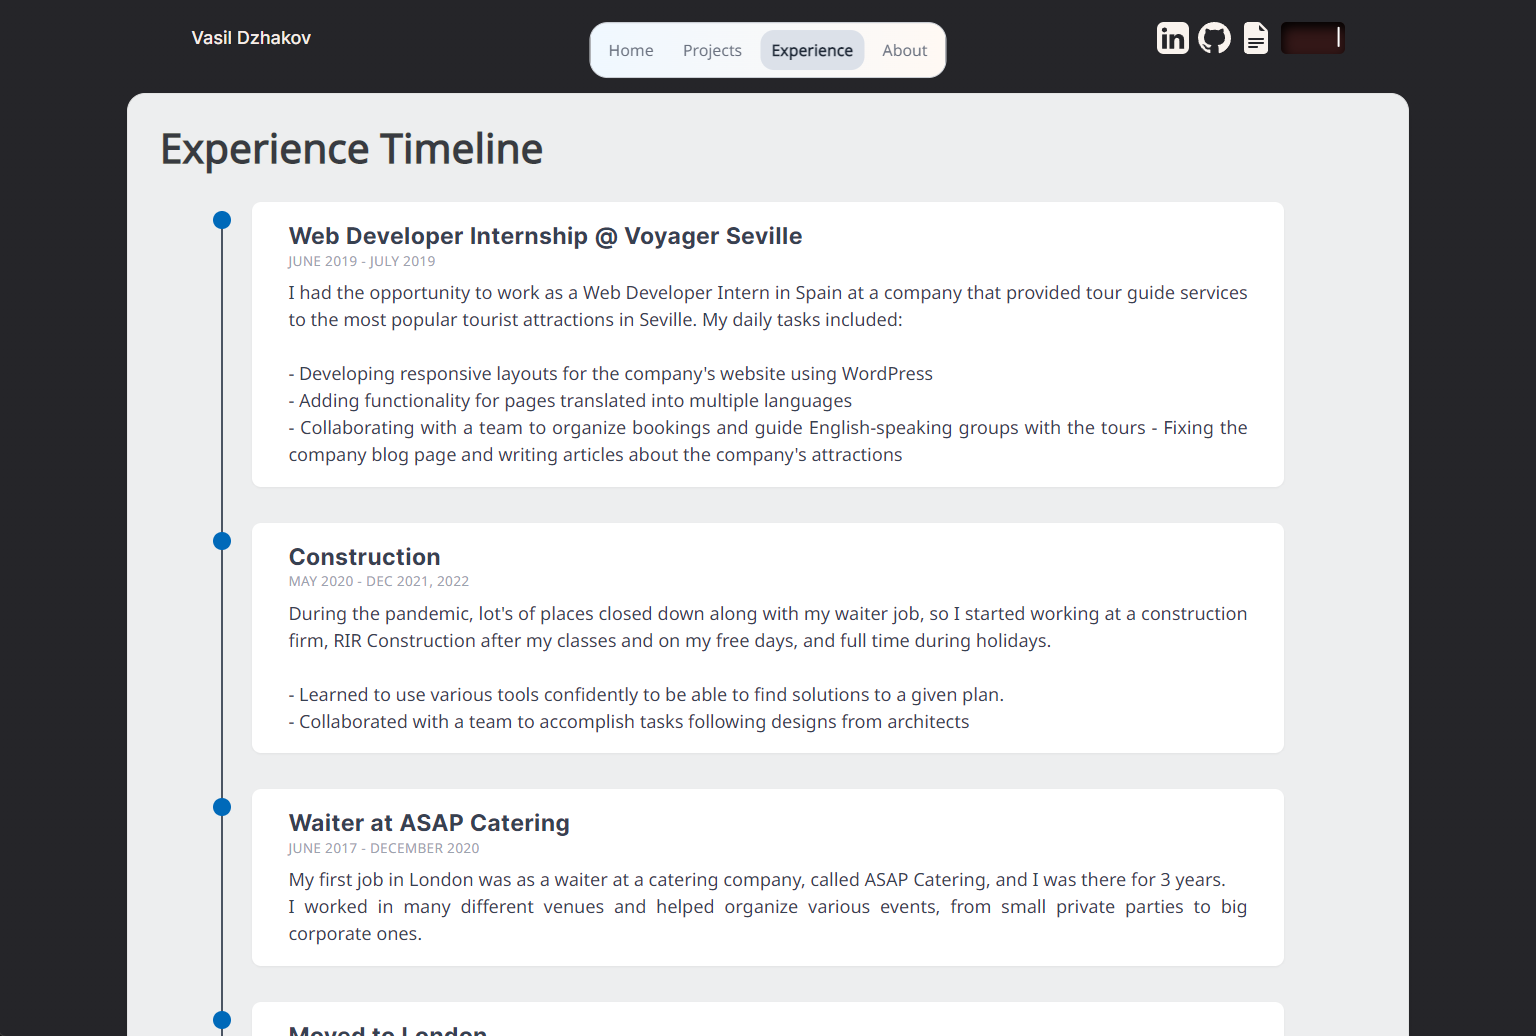 Vasil Dzhakov
Home Projects Experience About
Experience Timeline
Web Developer Internship @ Voyager Seville
JUNE 2019 - JULY 2019
I had the opportunity to work as a Web Developer Intern in Spain at a company that provided tour guide services
to the most popular tourist attractions in Seville. My daily tasks included:
- Developing responsive layouts for the company's website using WordPress
- Adding functionality for pages translated into multiple languages
- Collaborating with a team to organize bookings and guide English-speaking groups with the tours - Fixing the
company blog page and writing articles about the company's attractions
Construction
MAY 2020 - DEC 2021, 2022
During the pandemic, lot's of places closed down along with my waiter job, so I started working at a construction
firm, RIR Construction after my classes and on my free days, and full time during holidays.
- Learned to use various tools confidently to be able to find solutions to a given plan.
- Collaborated with a team to accomplish tasks following designs from architects
Waiter at ASAP Catering
JUNE 2017 - DECEMBER 2020
My first job in London was as a waiter at a catering company, called ASAP Catering, and I was there for 3 years.
I worked in many different venues and helped organize various events, from small private parties to big
corporate ones.
Moved to London